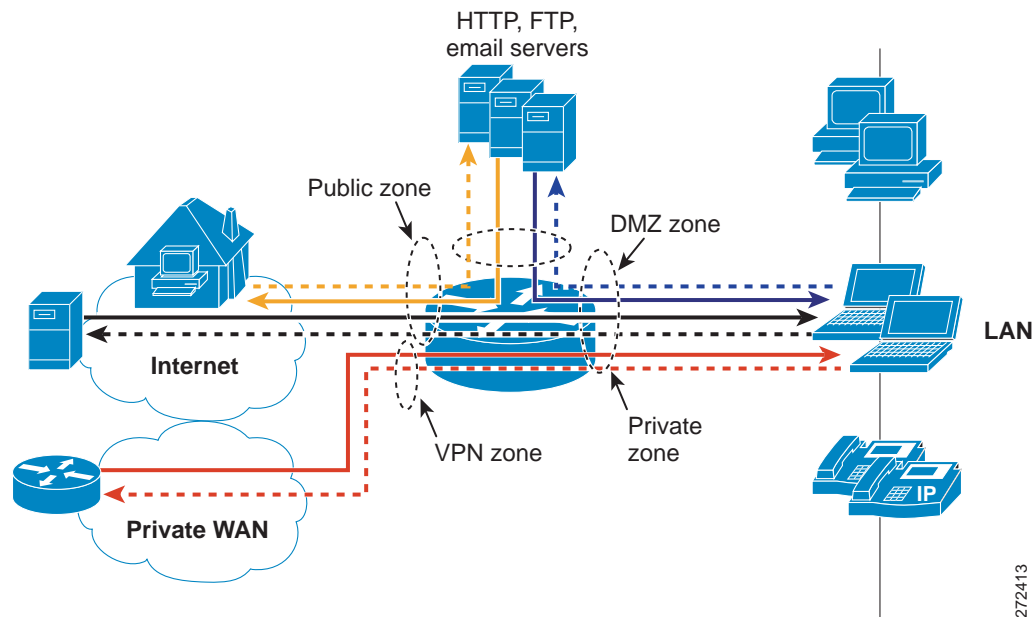 HTTP, FTP,
email servers
Public zone
DMZ zone
LAN
Internet
Private
zone
VPN zone
IP
Private WAN
272413